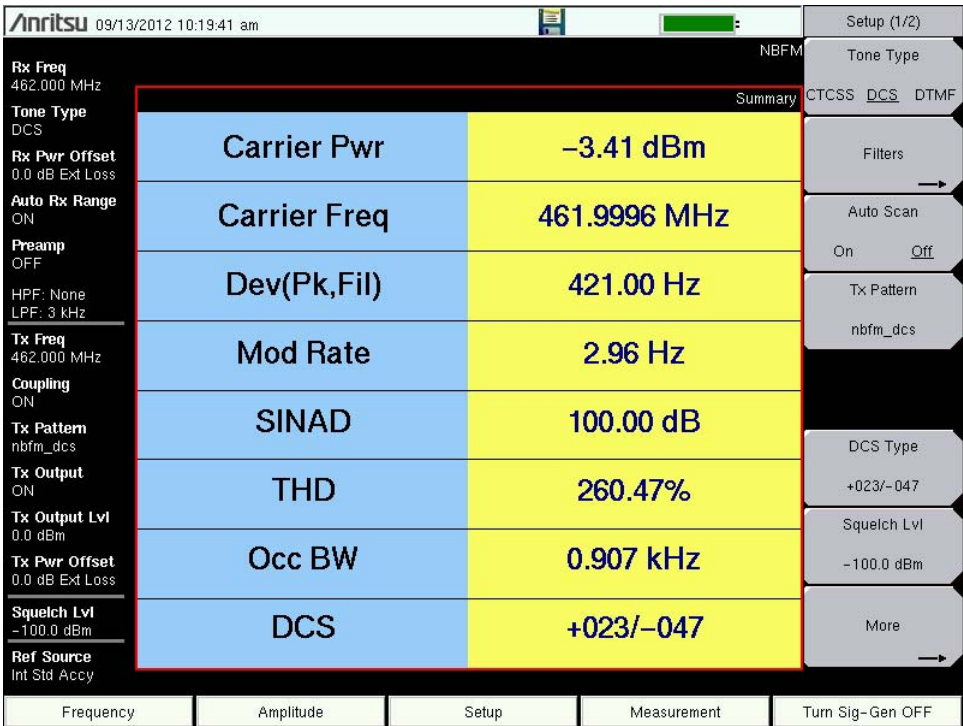 Anritsu 09/13/2012 10:19:41 am
Setup (1/2)
NBFM
Rx Freq
462.000 MHz
Tone Type
DCS
Rx Pwr Offset
0.0 dB Ext Loss
Auto Rx Range
ON
Preamp
OFF
HPF: None
LPF: 3 kHz
Tx Freq
462.000 MHz
Coupling
ON
Tx Pattern
nbfm_dcs
Tx Output
ON
Tx Output Lvl
0.0 dBm
Tx Pwr Offset
0.0 dB Ext Loss
Squelch Lvl
-100.0 dBm
Ref Source
Int Std Accy
Summary
Carrier Pwr -3.41 dBm
Carrier Freq 461.9996 MHz
Dev(Pk,Fil) 421.00 Hz
Mod Rate 2.96 Hz
SINAD 100.00 dB
THD 260.47%
Occ BW 0.907 kHz
DCS +023/-047
Tone Type
CTCSS DCS DTMF
Filters
Auto Scan
On Off
Tx Pattern
nbfm_dcs
DCS Type
+023/-047
Squelch Lvl
-100.0 dBm
More
Frequency Amplitude Setup Measurement Turn Sig-Gen OFF